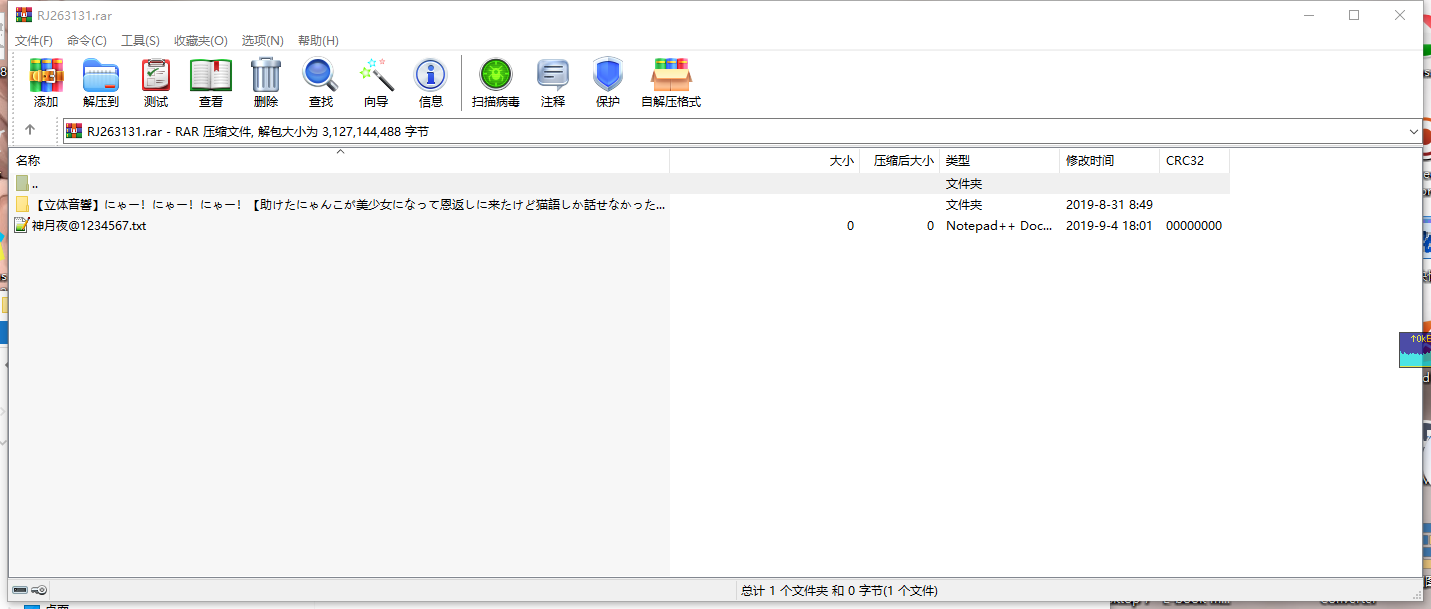 RJ263131.rar
文件(F) 命令(C) 工具(S) 收藏夹(O) 选项(N) 帮助(H)
添加 解压到 测试 查看 删除 查找 向导 信息 扫描病毒 注释 保护 自解压格式
RJ263131.rar - RAR 压缩文件, 解包大小为 3,127,144,488 字节
名称 大小 压缩后大小 类型 修改时间 CRC32
.. 文件夹
【立体音響】にゃー！にゃー！にゃー！【助けたにゃんこが美少女になって恩返しに来たけど猫語しか話せなかった... 文件夹 2019-8-31 8:49
神月夜@1234567.txt 0 0 Notepad++ Doc... 2019-9-4 18:01 00000000
总计 1 个文件夹 和 0 字节(1 个文件)